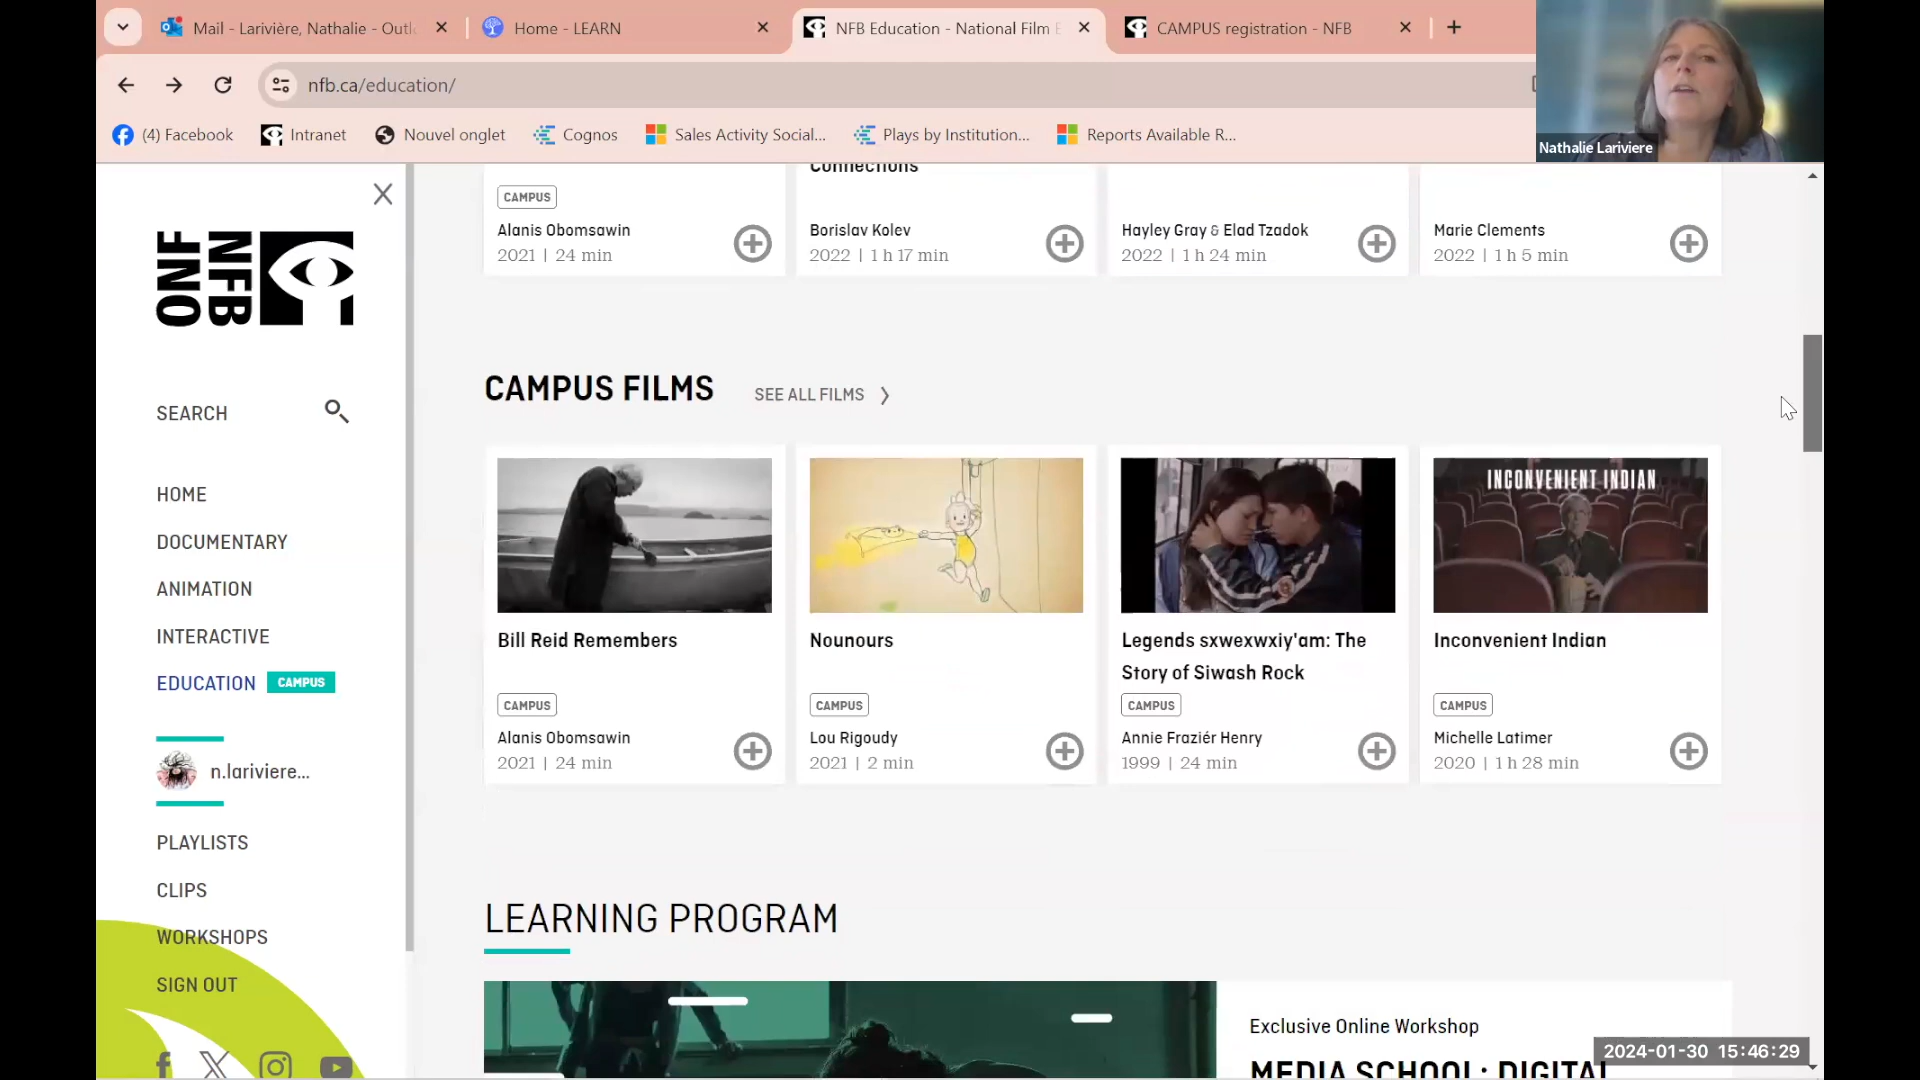 Mail - Larivière, Nathalie - Outl
Home - LEARN
NFB Education - National Film B
CAMPUS registration - NFB
nfb.ca/education/
(4) Facebook
Intranet
Nouvel onglet
Cognos
Sales Activity Social...
Plays by Institution...
Reports Available R...
Nathalie Lariviere
ONF
NFB
SEARCH
HOME
DOCUMENTARY
ANIMATION
INTERACTIVE
EDUCATION CAMPUS
n.lariviere...
PLAYLISTS
CLIPS
WORKSHOPS
SIGN OUT
Connections
CAMPUS
Alanis Obomsawin
2021 | 24 min
Borislav Kolev
2022 | 1 h 17 min
Hayley Gray & Elad Tzadok
2022 | 1 h 24 min
Marie Clements
2022 | 1 h 5 min
CAMPUS FILMS
SEE ALL FILMS
Bill Reid Remembers
CAMPUS
Alanis Obomsawin
2021 | 24 min
Nounours
CAMPUS
Lou Rigoudy
2021 | 2 min
Legends sxwexwxiy'am: The
Story of Siwash Rock
CAMPUS
Annie Fraziér Henry
1999 | 24 min
INCONVENIENT INDIAN
Inconvenient Indian
CAMPUS
Michelle Latimer
2020 | 1 h 28 min
LEARNING PROGRAM
Exclusive Online Workshop
MEDIA SCHOOL: DIGITAL
2024-01-30 15:46:29